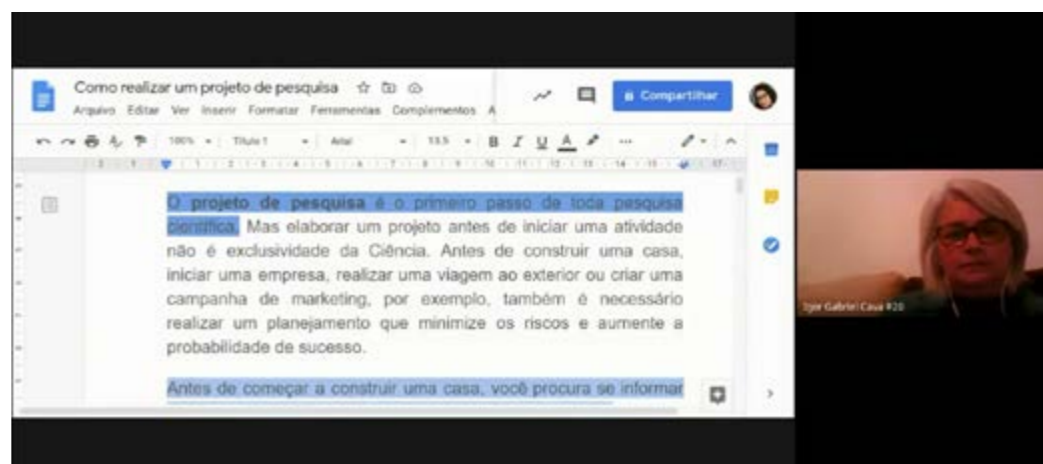 Como realizar um projeto de pesquisa
Arquivo Editar Ver Inserir Formatar Ferramentas Complementos A
Compartilhar
100% Título 1 Arial 13.5 B I U A
O projeto de pesquisa é o primeiro passo de toda pesquisa
científica. Mas elaborar um projeto antes de iniciar uma atividade
não é exclusividade da Ciência. Antes de construir uma casa,
iniciar uma empresa, realizar uma viagem ao exterior ou criar uma
campanha de marketing, por exemplo, também é necessário
realizar um planejamento que minimize os riscos e aumente a
probabilidade de sucesso.
Antes de começar a construir uma casa, você procura se informar
Igor Gabriel Cava #20